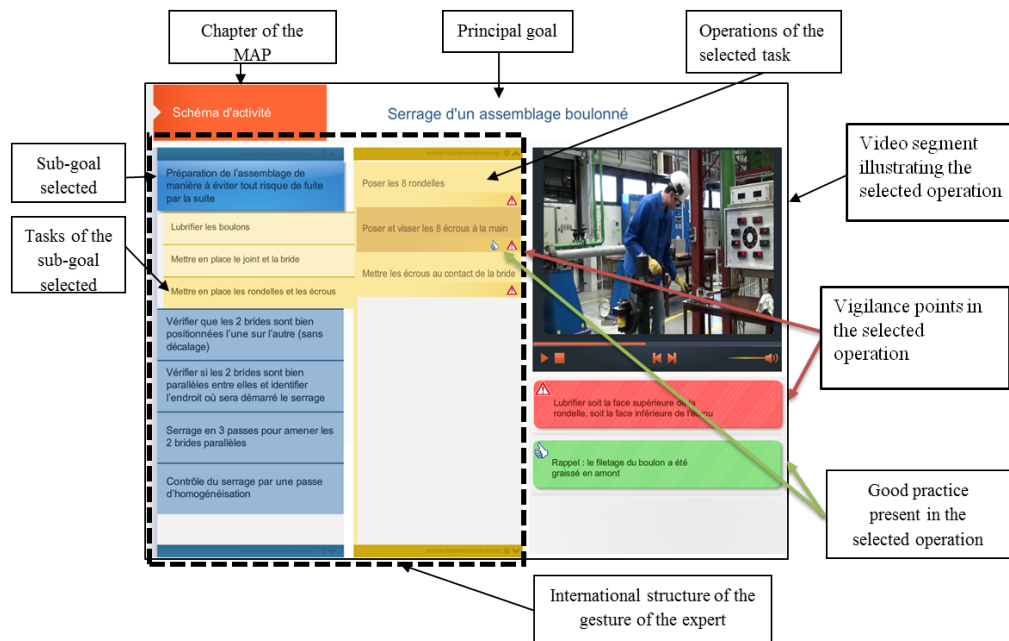 Chapter of the
MAP
Principal goal
Operations of the
selected task
Schéma d'activité
Serrage d'un assemblage boulonné
Sub-goal
selected
Préparation de l'assemblage de
manière à éviter tout risque de fuite
par la suite
Tasks of the
sub-goal
selected
Lubrifier les boulons
Mettre en place le joint et la bride
Mettre en place les rondelles et les écrous
Vérifier que les 2 brides sont bien
positionnées l'une sur l'autre (sans
décalage)
Vérifier si les 2 brides sont bien
parallèles entre elles et identifier
l'endroit où sera démarré le serrage
Serrage en 3 passes pour amener les
2 brides parallèles
Contrôle du serrage par une passe
d'homogénéisation
0
0
Poser les 8 rondelles
Poser et visser les 8 écrous à la main
Mettre les écrous au contact de la bride
0
0
Video segment
illustrating the
selected operation
Vigilance points in
the selected
operation
Lubrifier soit la face supérieure de la
rondelle, soit la face inférieure de l'écrou
Rappel : le filetage du boulon a été
graissé en amont
Good practice
present in the
selected operation
International structure of the
gesture of the expert